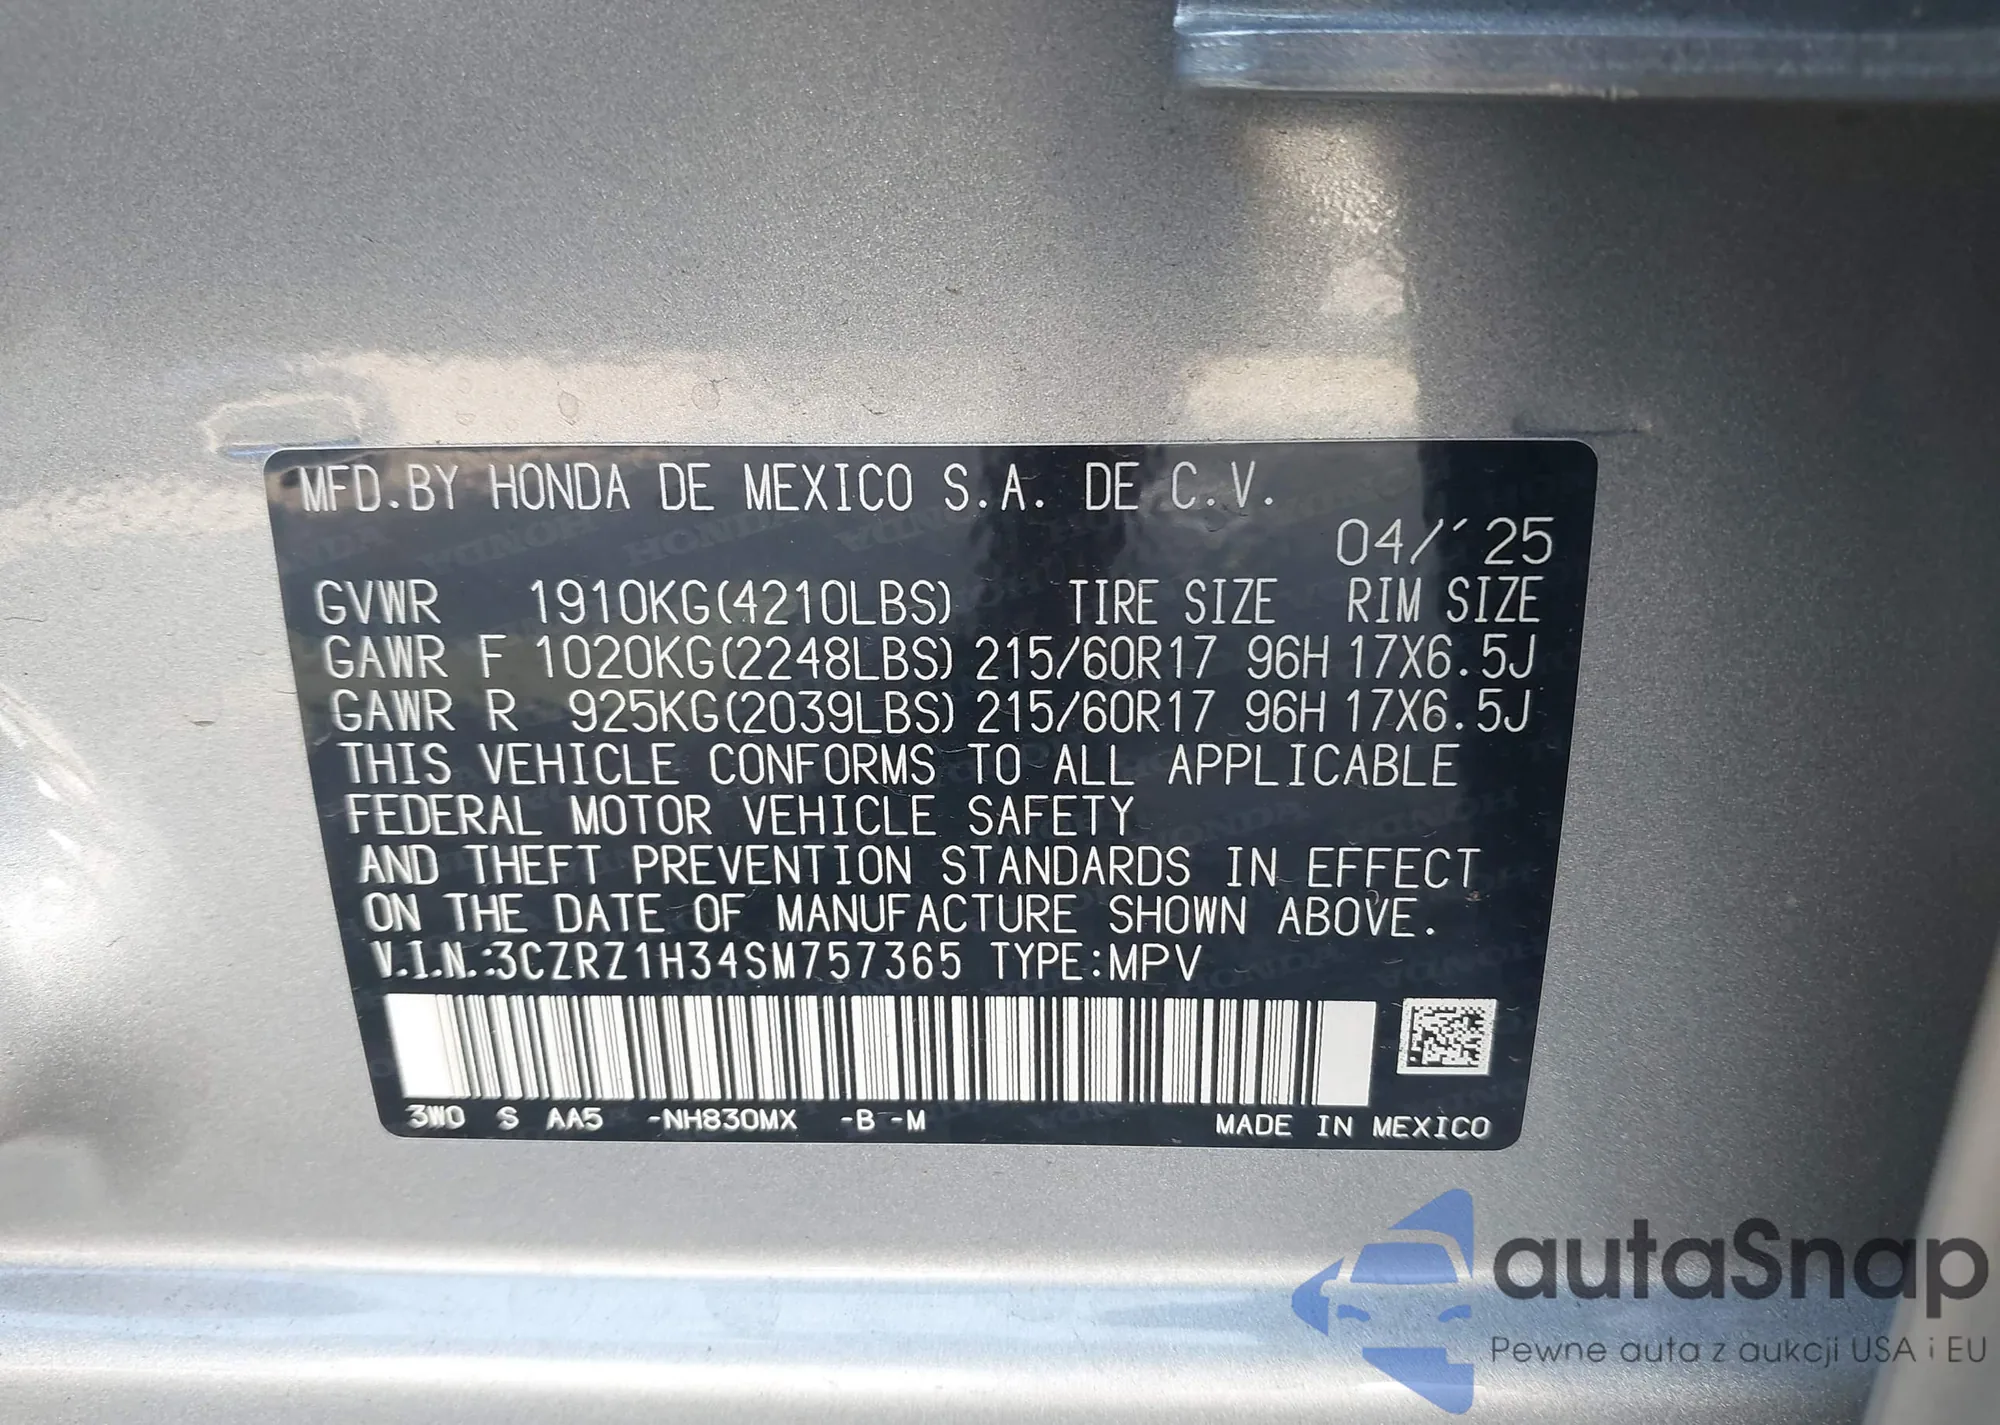 MFD.BY HONDA DE MEXICO S.A. DE C.V.
04/´25
GVWR 1910KG(4210LBS) TIRE SIZE RIM SIZE
GAWR F 1020KG(2248LBS) 215/60R17 96H 17X6.5J
GAWR R 925KG(2039LBS) 215/60R17 96H 17X6.5J
THIS VEHICLE CONFORMS TO ALL APPLICABLE
FEDERAL MOTOR VEHICLE SAFETY
AND THEFT PREVENTION STANDARDS IN EFFECT
ON THE DATE OF MANUFACTURE SHOWN ABOVE.
V.I.N.:3CZRZ1H34SM757365 TYPE:MPV
3W0 S AA5 -NH830MX -B -M MADE IN MEXICO
autaSnap
Pewne auta z aukcji USA i EU